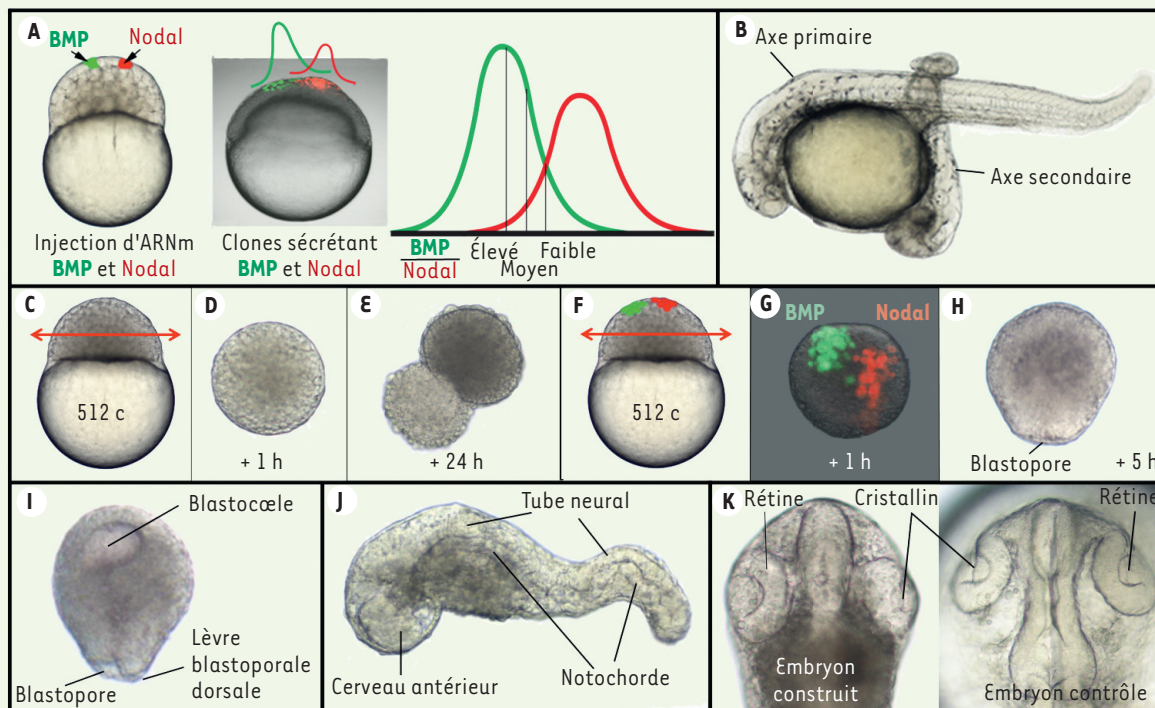 A
BMP
Nodal
Injection d'ARNm
BMP et Nodal
Clones sécrétant
BMP et Nodal
BMP
Nodal
Élevé
Moyen
Faible
B
Axe primaire
Axe secondaire
C
512 c
D
+ 1 h
E
+ 24 h
F
512 c
G
BMP
Nodal
+ 1 h
H
Blastopore
+ 5 h
I
Blastocœle
Blastopore
Lèvre
blastoporale
dorsale
J
Tube neural
Cerveau antérieur
Notochorde
K
Rétine
Cristallin
Rétine
Embryon
construit
Embryon contrôle